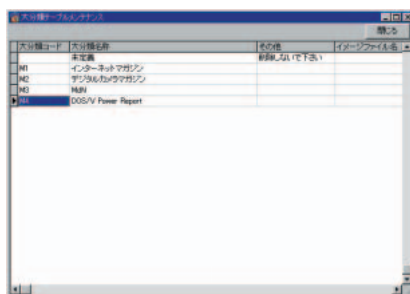 大分類テーブルメンテナンス
閉じる
大分類コード 大分類名称 その他 イメージファイル名
未定義 削除しないで下さい
M1 インターネットマガジン
M2 デジタルカメラマガジン
M3 MdN
M4 DOS/V Power Report